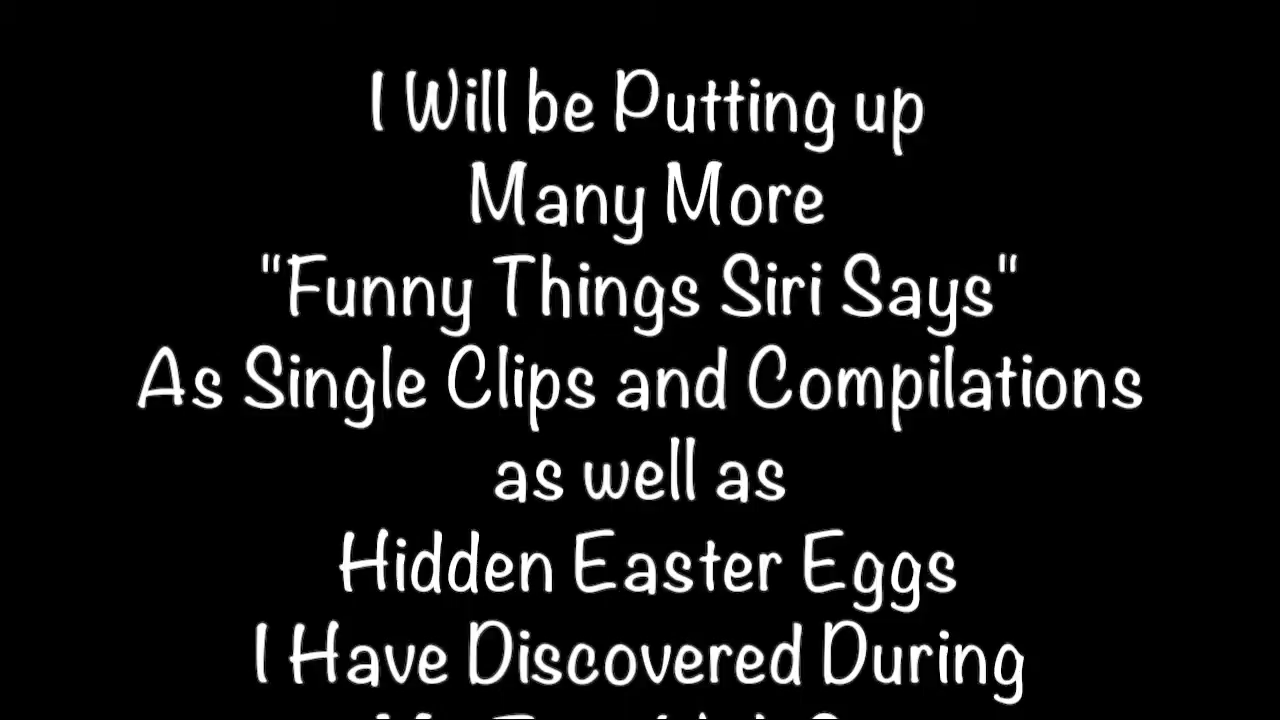 I Will be Putting up
Many More
"Funny Things Siri Says"
As Single Clips and Compilations
as well as
Hidden Easter Eggs
I Have Discovered During